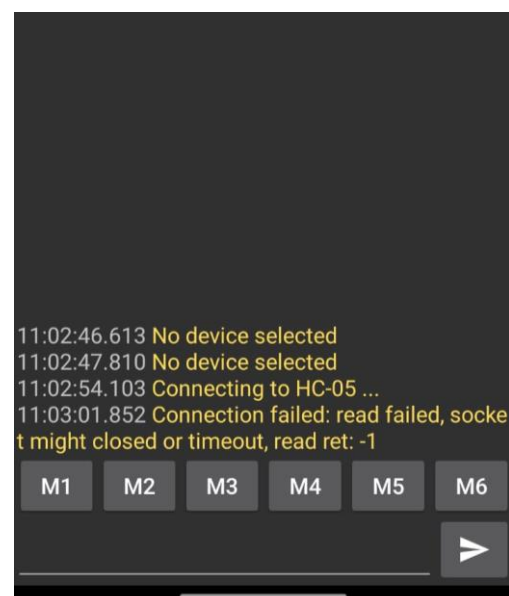 11:02:46.613 No device selected
11:02:47.810 No device selected
11:02:54.103 Connecting to HC-05 ...
11:03:01.852 Connection failed: read failed, socke
t might closed or timeout, read ret: -1
M1 M2 M3 M4 M5 M6